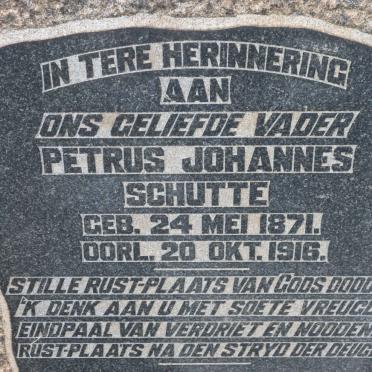 IN TERE HERINNERING
AAN
ONS GELIEFDE VADER
PETRUS JOHANNES
SCHUTTE
GEB. 24 MEI 1871.
OORL. 20 OKT. 1916.
STILLE RUST-PLAATS VAN GODS DOOD
'K DENK AAN U MET SOETE VREUG
EINDPAAL VAN VERDRIET EN NOODEN
RUST-PLAATS NA DEN STRYD DER DEUG